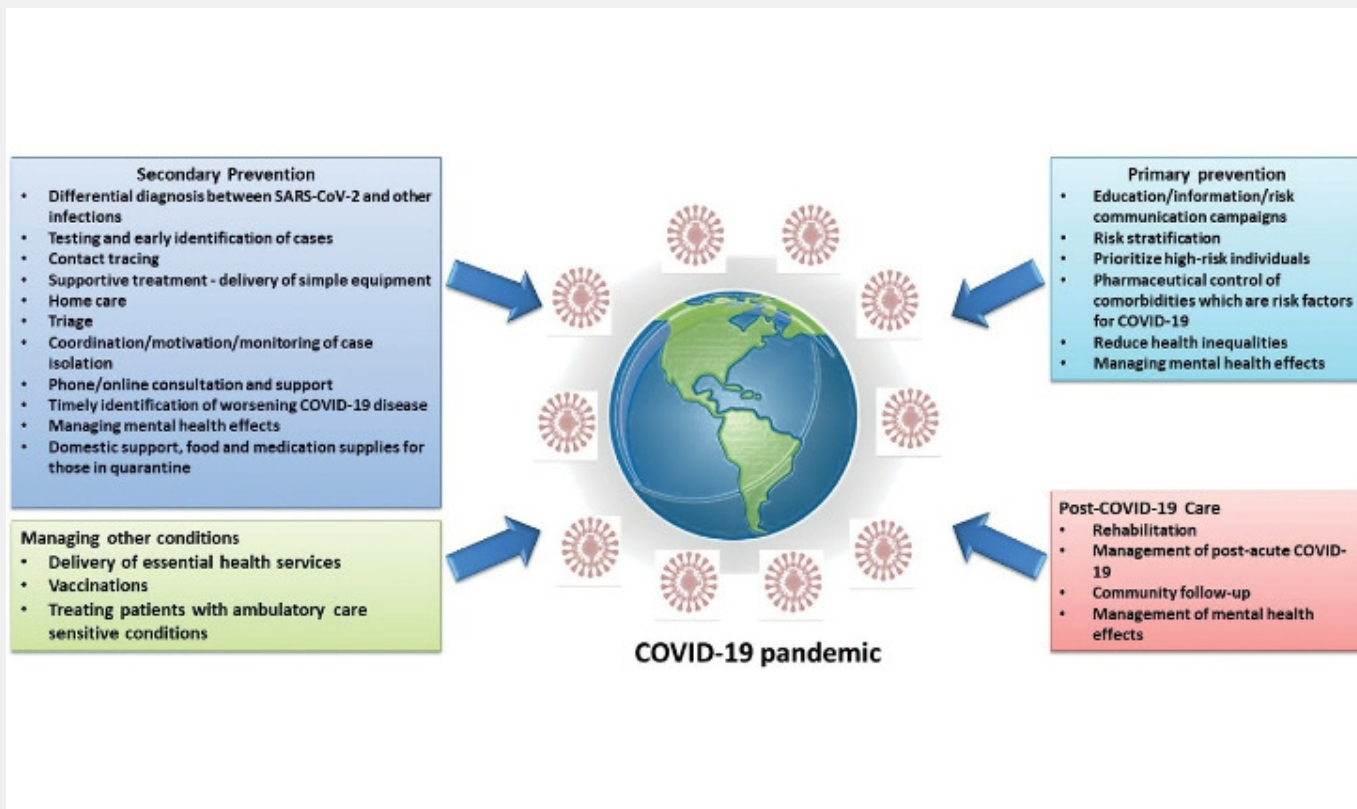 Secondary Prevention
• Differential diagnosis between SARS-CoV-2 and other
infections
• Testing and early identification of cases
• Contact tracing
• Supportive treatment - delivery of simple equipment
• Home care
• Triage
• Coordination/motivation/monitoring of case
isolation
• Phone/online consultation and support
• Timely identification of worsening COVID-19 disease
• Managing mental health effects
• Domestic support, food and medication supplies for
those in quarantine
Managing other conditions
• Delivery of essential health services
• Vaccinations
• Treating patients with ambulatory care
sensitive conditions
COVID-19 pandemic
Primary prevention
• Education/information/risk
communication campaigns
• Risk stratification
• Prioritize high-risk individuals
• Pharmaceutical control of
comorbidities which are risk factors
for COVID-19
• Reduce health inequalities
• Managing mental health effects
Post-COVID-19 Care
• Rehabilitation
• Management of post-acute COVID-
19
• Community follow-up
• Management of mental health
effects